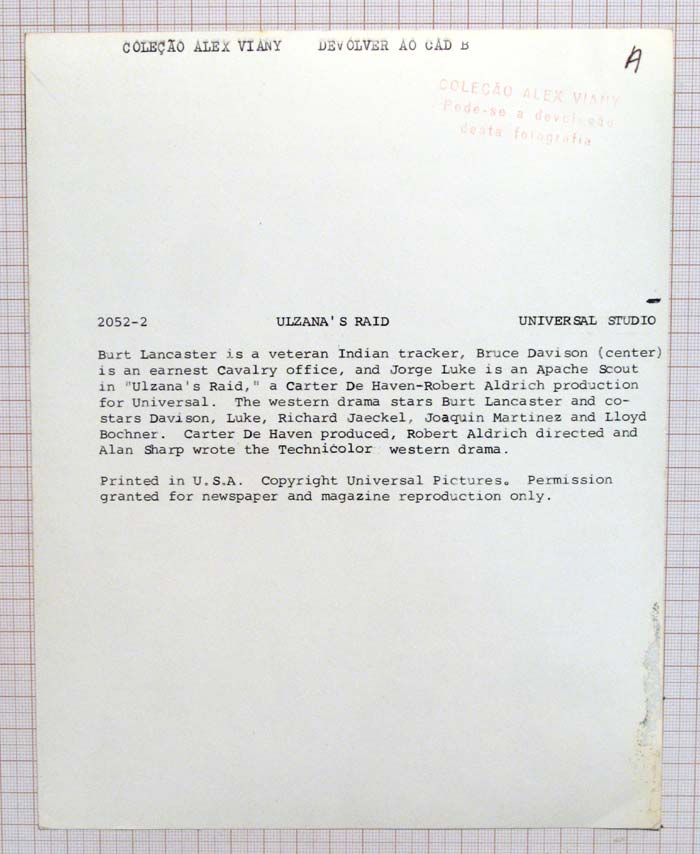 COLEÇÃO ALEX VIANY DEVOLVER AO CAD B
A
COLEÇÃO ALEX VIANY
Pede-se a devolução
desta fotografia
2052-2 ULZANA'S RAID UNIVERSAL STUDIO
Burt Lancaster is a veteran Indian tracker, Bruce Davison (center)
is an earnest Cavalry office, and Jorge Luke is an Apache Scout
in "Ulzana's Raid," a Carter De Haven-Robert Aldrich production
for Universal. The western drama stars Burt Lancaster and co-
stars Davison, Luke, Richard Jaeckel, Joaquin Martinez and Lloyd
Bochner. Carter De Haven produced, Robert Aldrich directed and
Alan Sharp wrote the Technicolor western drama.
Printed in U.S.A. Copyright Universal Pictures. Permission
granted for newspaper and magazine reproduction only.